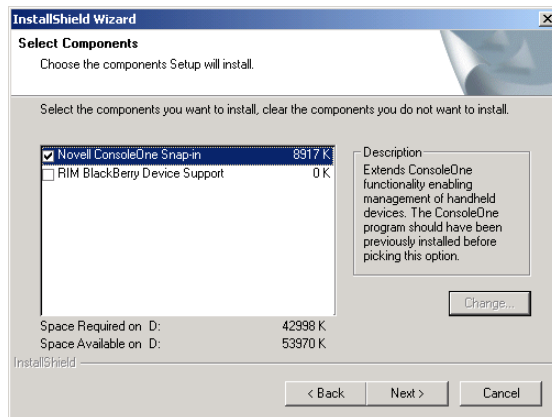 InstallShield Wizard
Select Components
Choose the components Setup will install.
Select the components you want to install, clear the components you do not want to install.
Novell ConsoleOne Snap-in 8917 K
RIM BlackBerry Device Support 0 K
Description
Extends ConsoleOne
functionality enabling
management of handheld
devices. The ConsoleOne
program should have been
previously installed before
picking this option.
Change...
Space Required on D: 42998 K
Space Available on D: 53970 K
InstallShield
< Back
Next >
Cancel